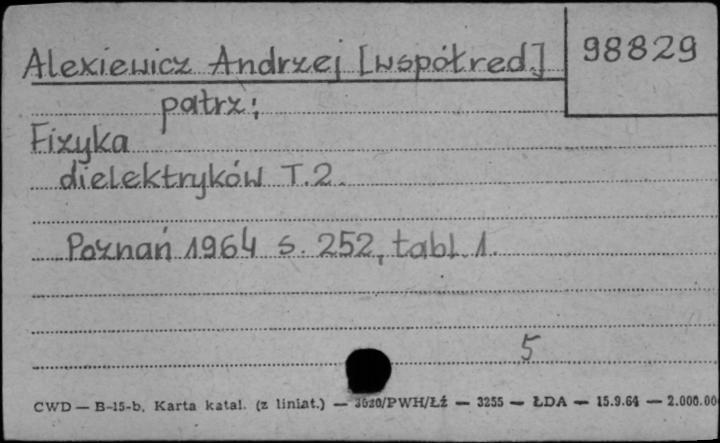 Alexiewicz Andrzej [współred.] 98829
patrz:
Fizyka
dielektryków T.2.
Poznań 1964 s. 252, tabl. 1.
5
CWD — B-15-b. Karta katal. (z liniat.) — 3520/PWH/Łź — 3255 — ŁDA — 15.9.64 — 2.000.00